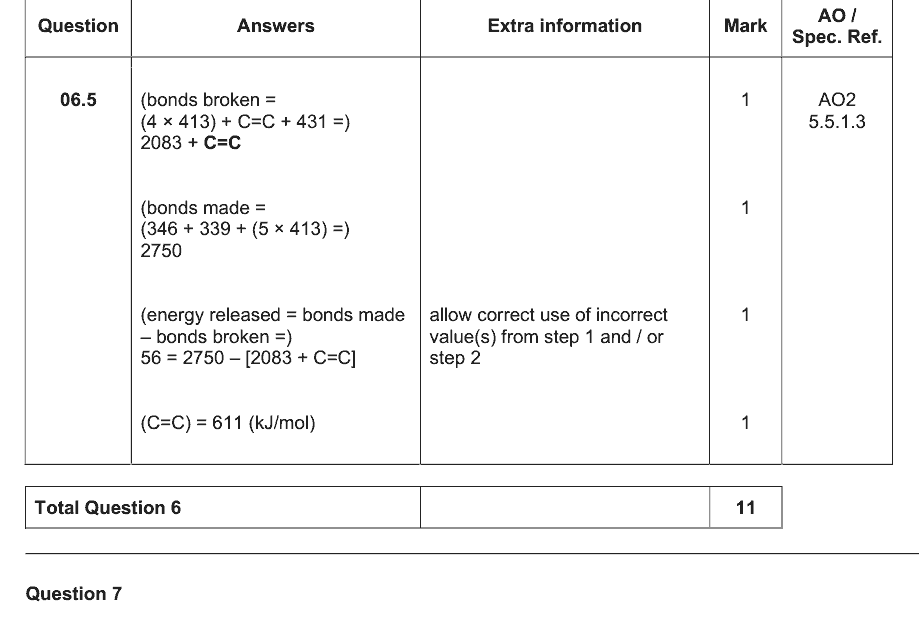 Question Answers Extra information Mark AO /
Spec. Ref.
06.5 (bonds broken = 1 AO2
(4 × 413) + C=C + 431 =) 5.5.1.3
2083 + C=C
(bonds made = 1
(346 + 339 + (5 × 413) =)
2750
(energy released = bonds made allow correct use of incorrect 1
– bonds broken =) value(s) from step 1 and / or
56 = 2750 – [2083 + C=C] step 2
(C=C) = 611 (kJ/mol) 1
Total Question 6 11
Question 7